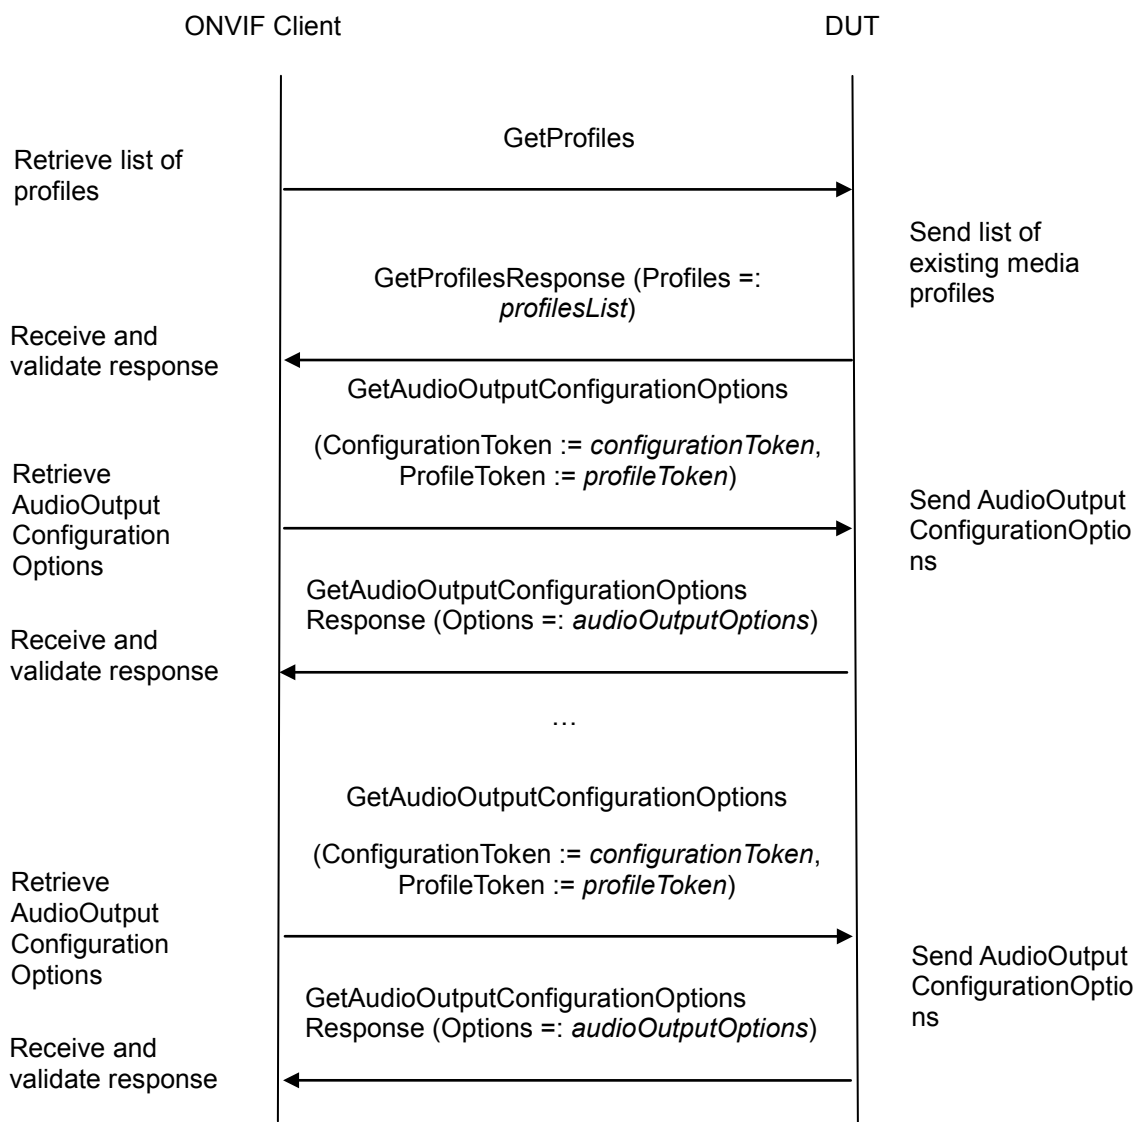 ONVIF Client
DUT
GetProfiles
Retrieve list of
profiles
Send list of
existing media
profiles
GetProfilesResponse (Profiles =:
profilesList)
Receive and
validate response
GetAudioOutputConfigurationOptions
(ConfigurationToken := configurationToken,
ProfileToken := profileToken)
Retrieve
AudioOutput
Configuration
Options
Send AudioOutput
ConfigurationOptio
ns
GetAudioOutputConfigurationOptions
Response (Options =: audioOutputOptions)
Receive and
validate response
…
GetAudioOutputConfigurationOptions
(ConfigurationToken := configurationToken,
ProfileToken := profileToken)
Retrieve
AudioOutput
Configuration
Options
Send AudioOutput
ConfigurationOptio
ns
GetAudioOutputConfigurationOptions
Response (Options =: audioOutputOptions)
Receive and
validate response